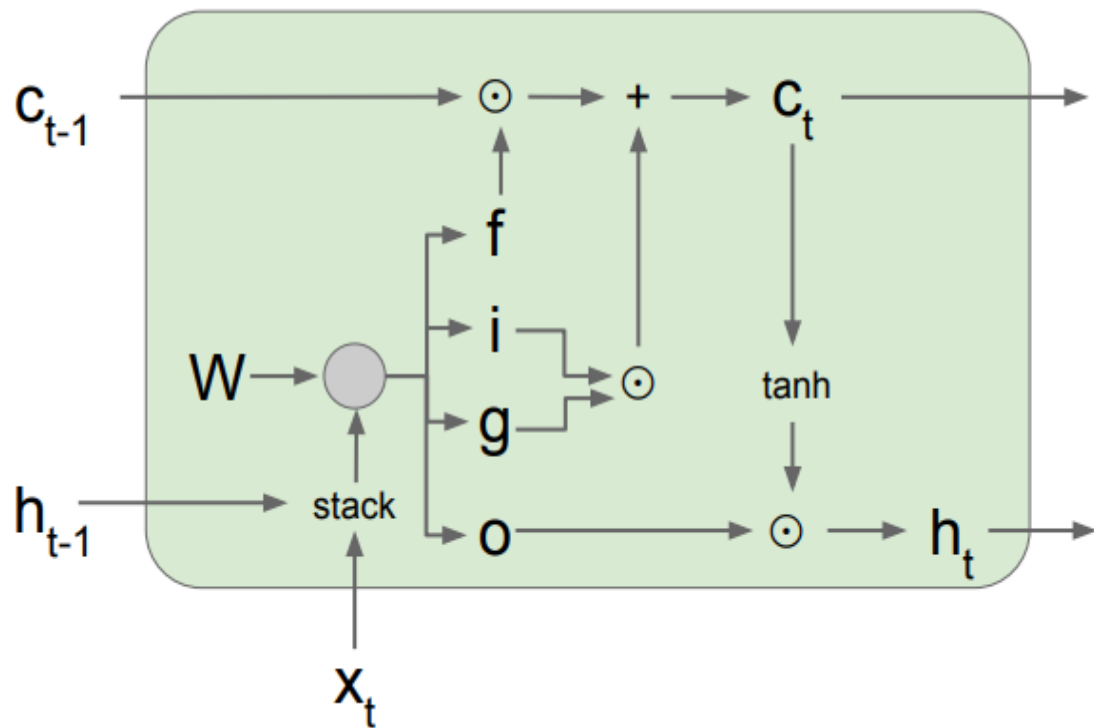 c_{t-1} ⊙ + c_t
f
i
W ⊙ tanh
g
h_{t-1} stack o ⊙ h_t
x_t